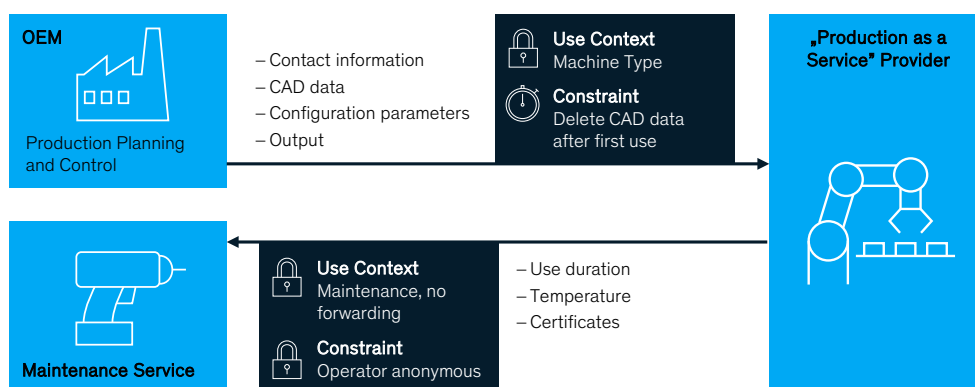 OEM
Production Planning
and Control
– Contact information
– CAD data
– Configuration parameters
– Output
Use Context
Machine Type
Constraint
Delete CAD data
after first use
„Production as a
Service" Provider
Maintenance Service
Use Context
Maintenance, no
forwarding
Constraint
Operator anonymous
– Use duration
– Temperature
– Certificates